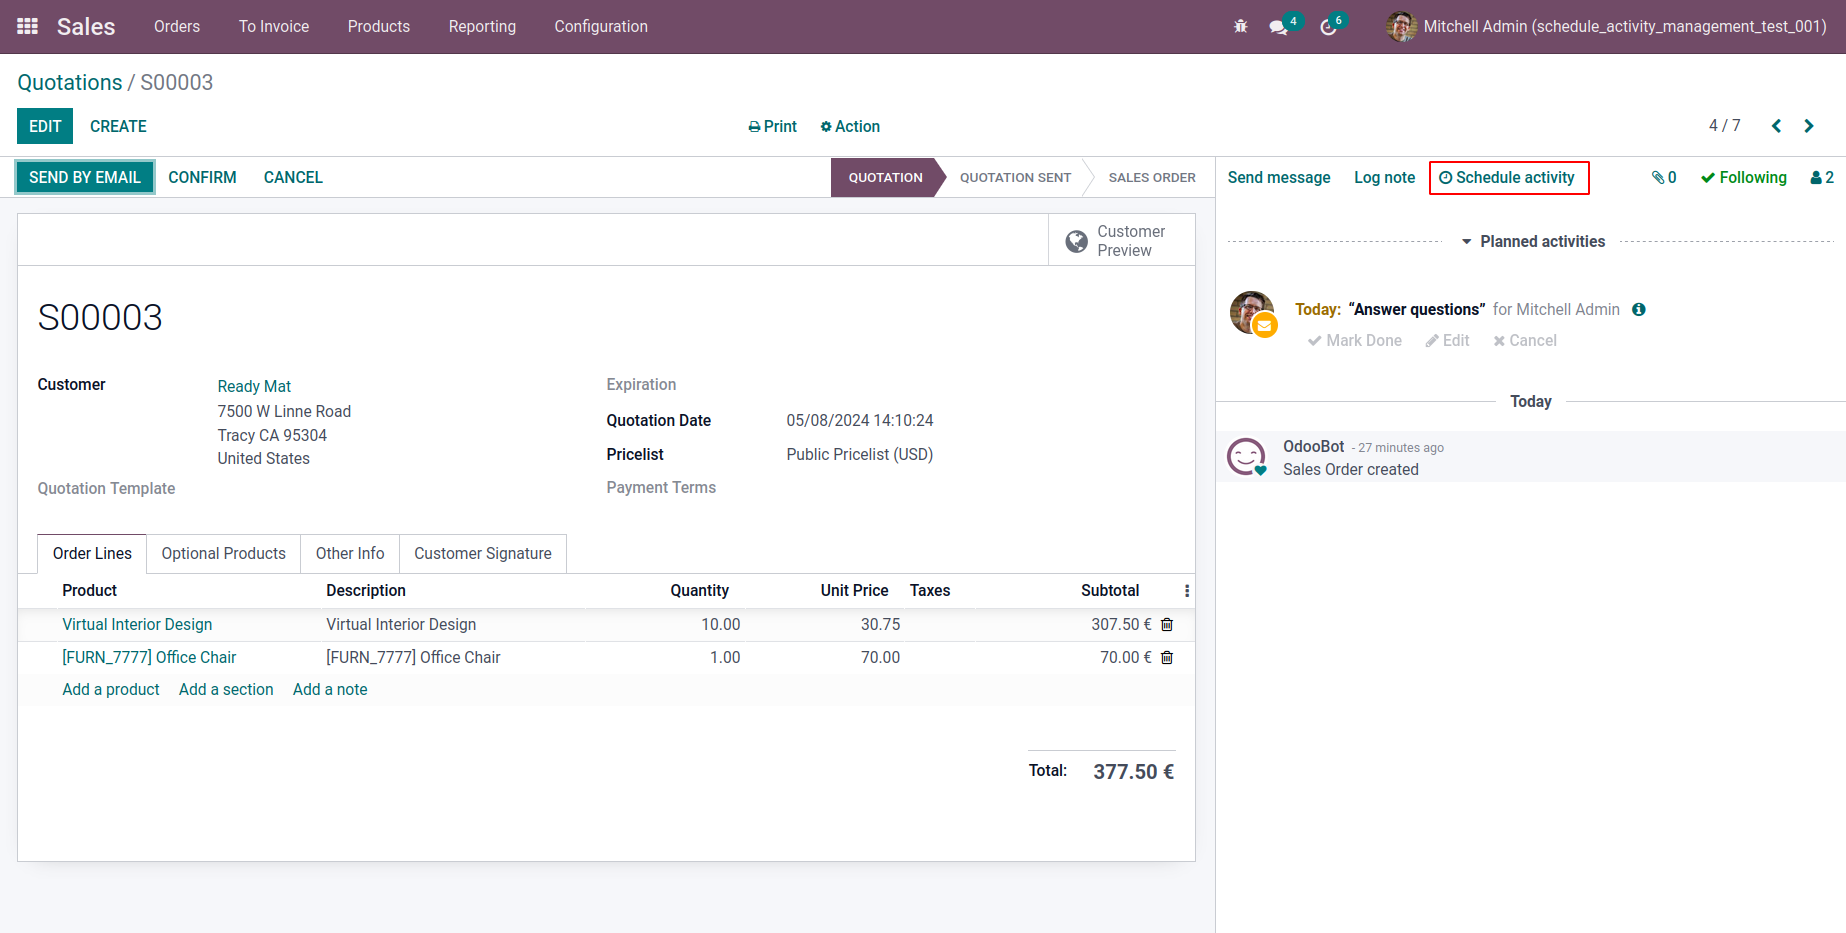 Sales Orders To Invoice Products Reporting Configuration 4 6 Mitchell Admin (schedule_activity_management_test_001)
Quotations / S00003
EDIT CREATE Print Action 4 / 7
SEND BY EMAIL CONFIRM CANCEL QUOTATION QUOTATION SENT SALES ORDER
Send message Log note Schedule activity 0 Following 2
Customer
Preview
Planned activities
S00003
Today: “Answer questions” for Mitchell Admin
Mark Done Edit Cancel
Today
OdooBot - 27 minutes ago
Sales Order created
Customer Ready Mat
7500 W Linne Road
Tracy CA 95304
United States
Quotation Template
Expiration
Quotation Date 05/08/2024 14:10:24
Pricelist Public Pricelist (USD)
Payment Terms
Order Lines Optional Products Other Info Customer Signature
Product Description Quantity Unit Price Taxes Subtotal
Virtual Interior Design Virtual Interior Design 10.00 30.75 307.50 €
[FURN_7777] Office Chair [FURN_7777] Office Chair 1.00 70.00 70.00 €
Add a product Add a section Add a note
Total: 377.50 €